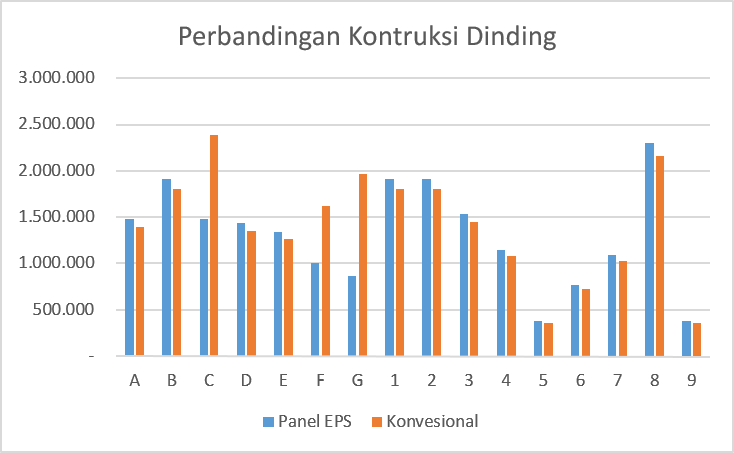 Perbandingan Kontruksi Dinding
3.000.000
2.500.000
2.000.000
1.500.000
1.000.000
500.000
-
A B C D E F G 1 2 3 4 5 6 7 8 9
Panel EPS Konvesional